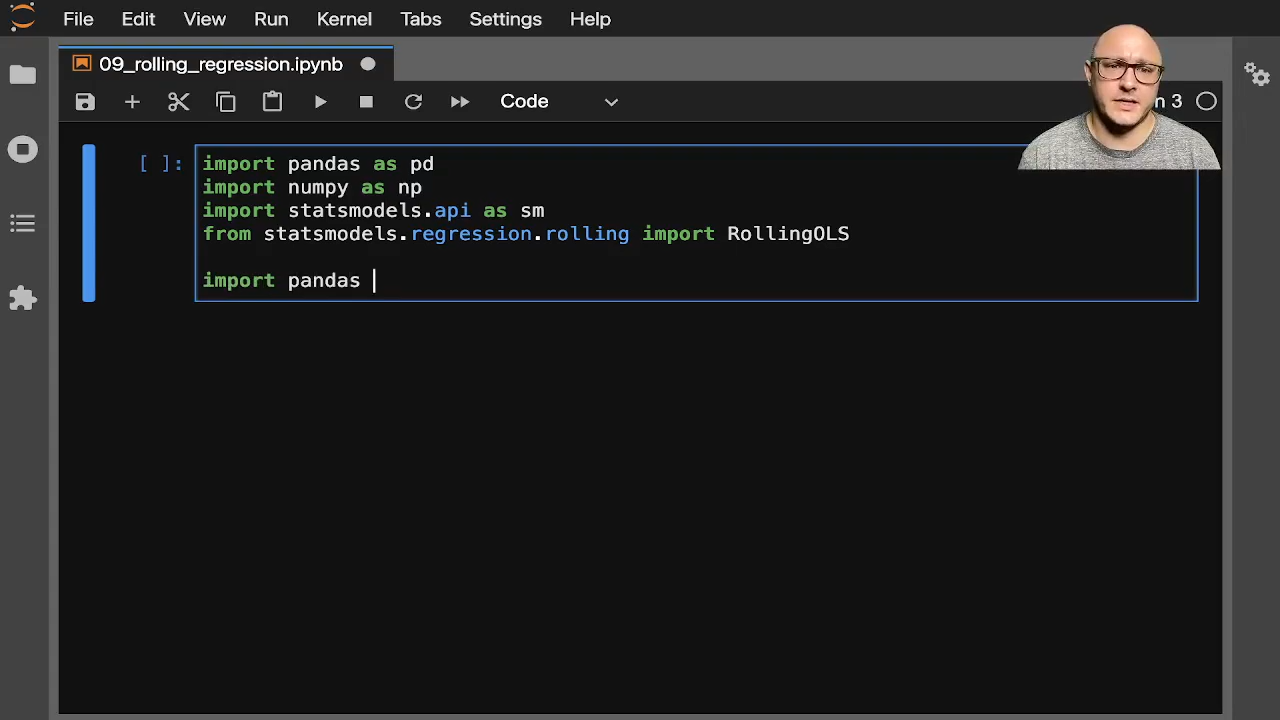 File Edit View Run Kernel Tabs Settings Help
09_rolling_regression.ipynb
Code
n 3
[ ]:
import pandas as pd
import numpy as np
import statsmodels.api as sm
from statsmodels.regression.rolling import RollingOLS
import pandas